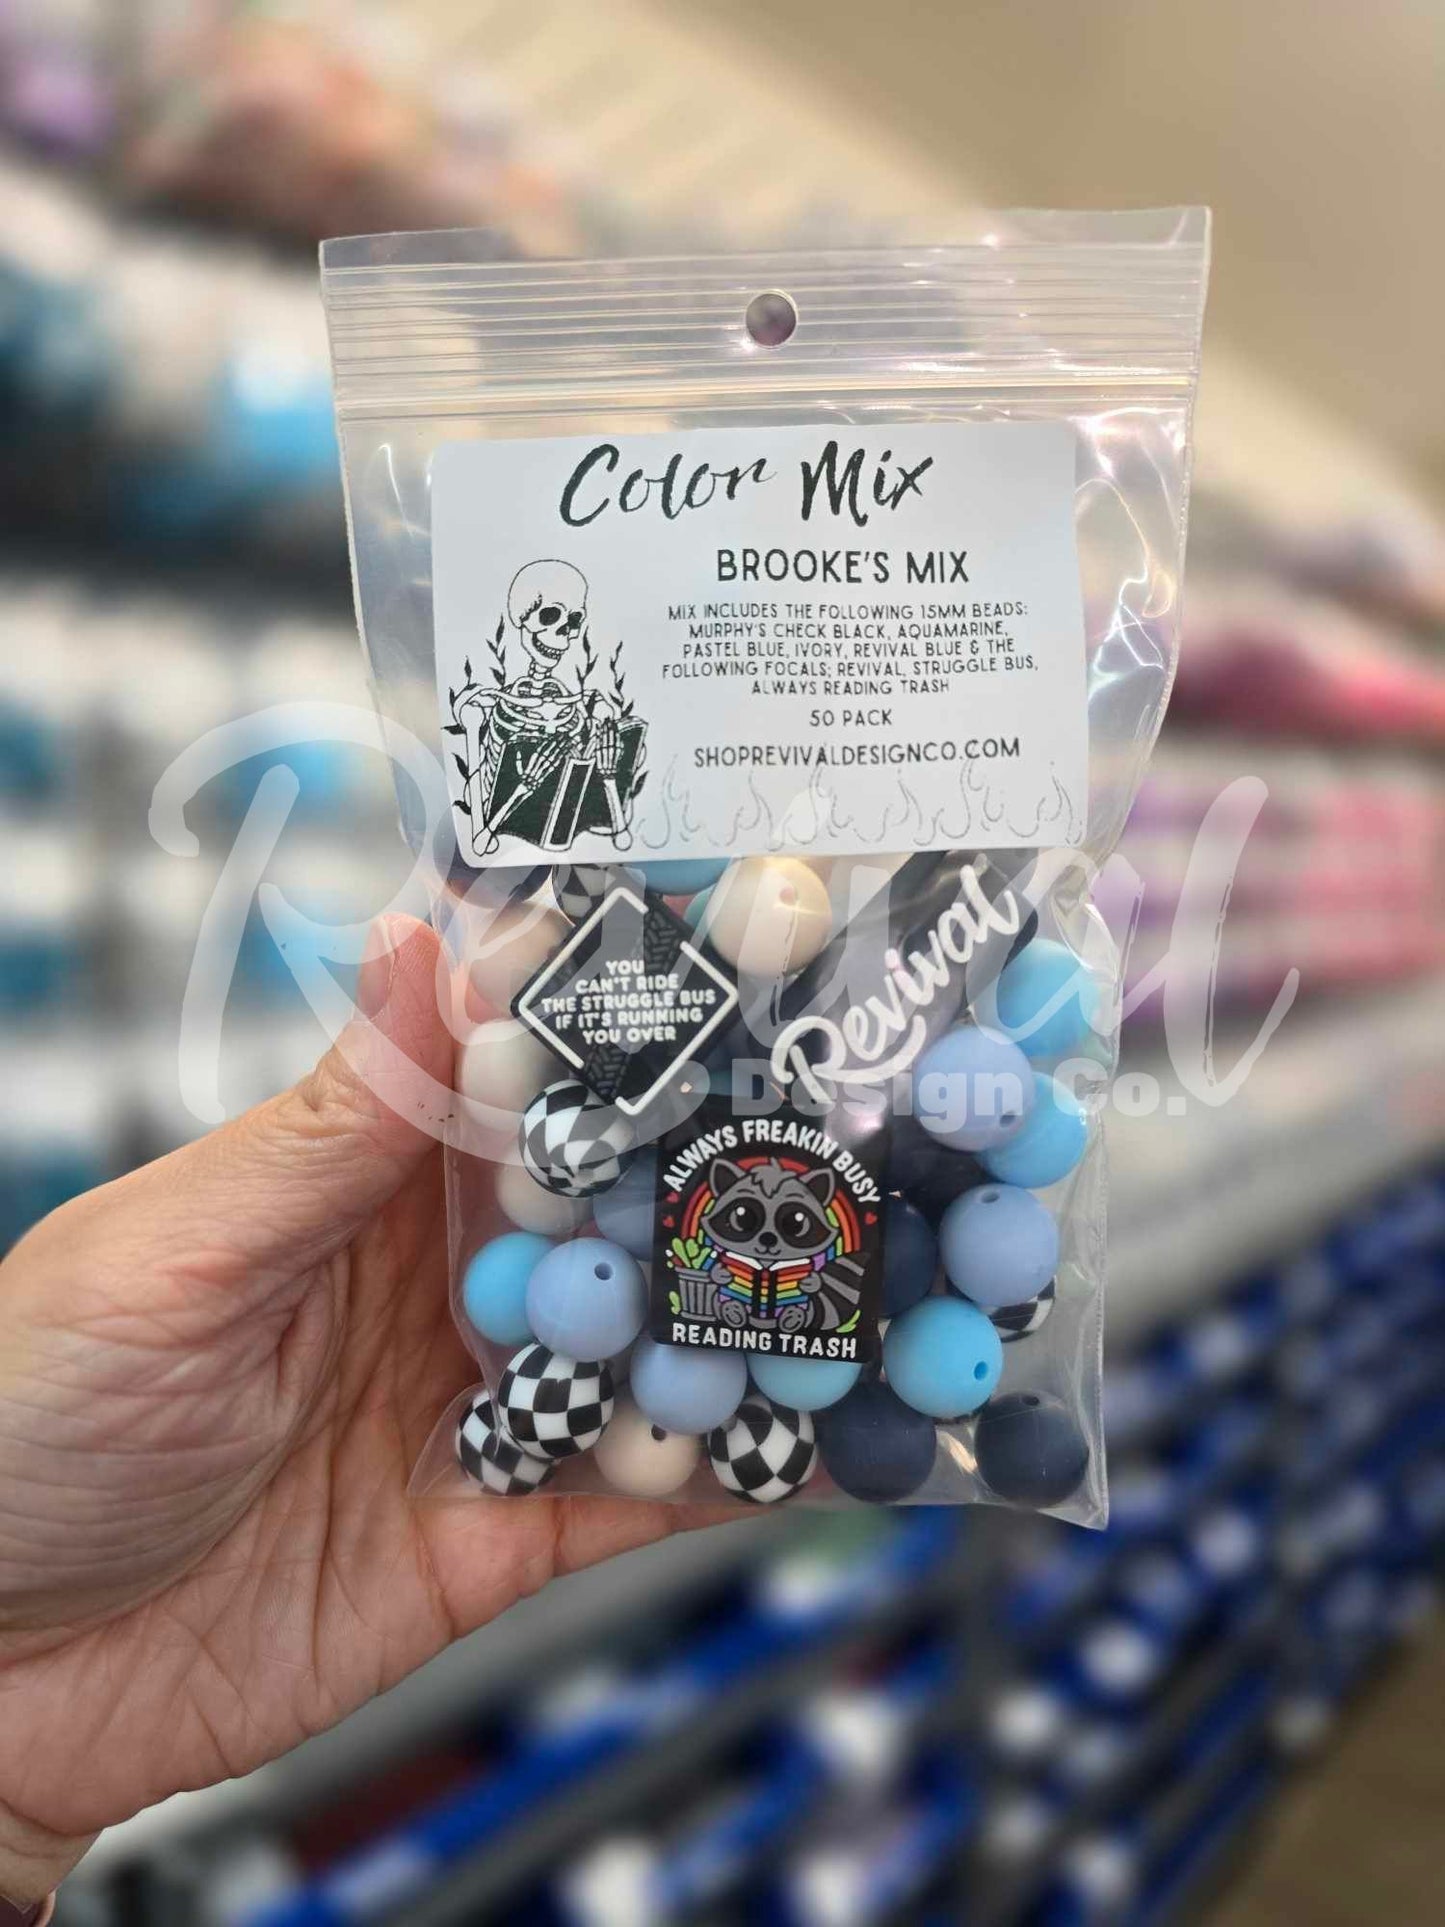 Color Mix
BROOKE'S MIX
MIX INCLUDES THE FOLLOWING 15MM BEADS:
MURPHY'S CHECK BLACK, AQUAMARINE,
PASTEL BLUE, IVORY, REVIVAL BLUE & THE
FOLLOWING FOCALS; REVIVAL, STRUGGLE BUS,
ALWAYS READING TRASH
50 PACK
SHOPREVIVALDESIGNCO.COM
YOU
CAN'T RIDE
THE STRUGGLE BUS
IF IT'S RUNNING
YOU OVER
Revival
ALWAYS FREAKIN BUSY
READING TRASH
Revival
Design Co.